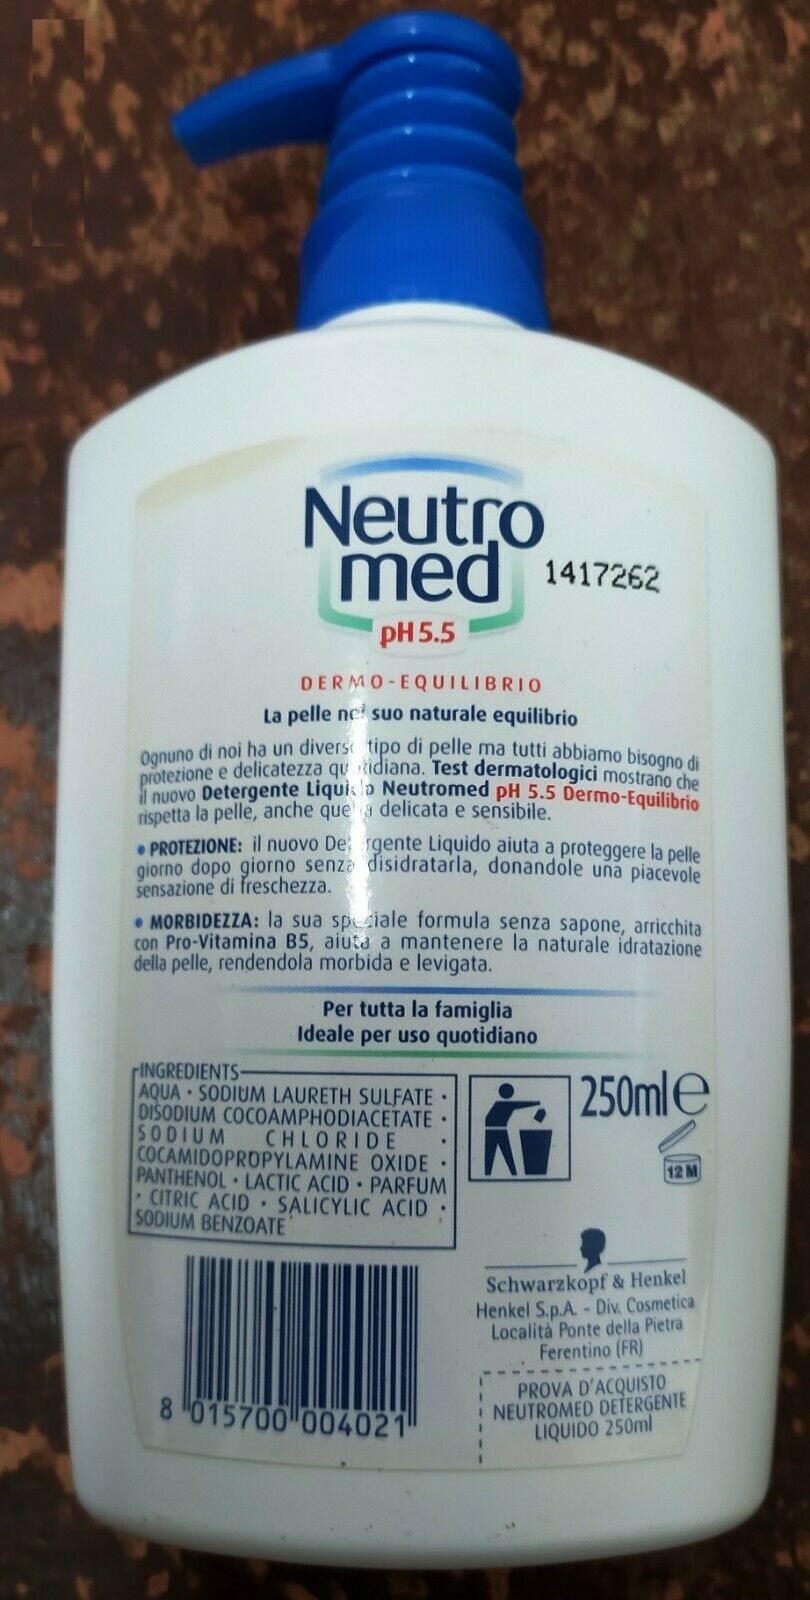 Neutro
med
1417262
pH 5.5
DERMO-EQUILIBRIO
La pelle nel suo naturale equilibrio
Ognuno di noi ha un diverso tipo di pelle ma tutti abbiamo bisogno di
protezione e delicatezza quotidiana. Test dermatologici mostrano che
il nuovo Detergente Liquido Neutromed pH 5.5 Dermo-Equilibrio
rispetta la pelle, anche quella delicata e sensibile.
• PROTEZIONE: il nuovo Detergente Liquido aiuta a proteggere la pelle
giorno dopo giorno senza disidratarla, donandole una piacevole
sensazione di freschezza.
• MORBIDEZZA: la sua speciale formula senza sapone, arricchita
con Pro-Vitamina B5, aiuta a mantenere la naturale idratazione
della pelle, rendendola morbida e levigata.
Per tutta la famiglia
Ideale per uso quotidiano
INGREDIENTS
AQUA · SODIUM LAURETH SULFATE ·
DISODIUM COCOAMPHODIACETATE ·
SODIUM CHLORIDE ·
COCAMIDOPROPYLAMINE OXIDE ·
PANTHENOL · LACTIC ACID · PARFUM
· CITRIC ACID · SALICYLIC ACID ·
SODIUM BENZOATE
250ml e
12 M
Schwarzkopf & Henkel
Henkel S.p.A. - Div. Cosmetica
Località Ponte della Pietra
Ferentino (FR)
8 015700 004021
PROVA D'ACQUISTO
NEUTROMED DETERGENTE
LIQUIDO 250ml